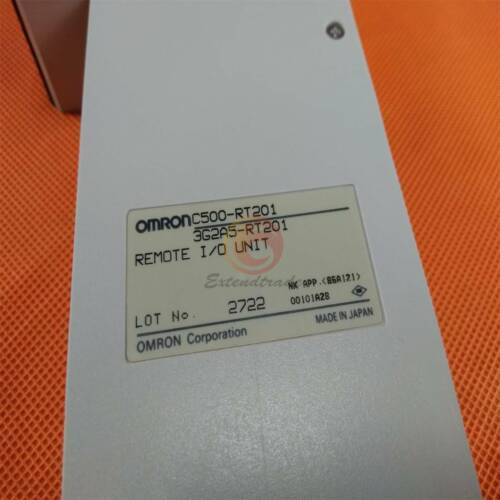 OMRON C500-RT201
3G2A5-RT201
REMOTE I/O UNIT
Extendtrade
LOT No. 2722
NK APP.(86A121)
00101A28
OMRON Corporation
MADE IN JAPAN